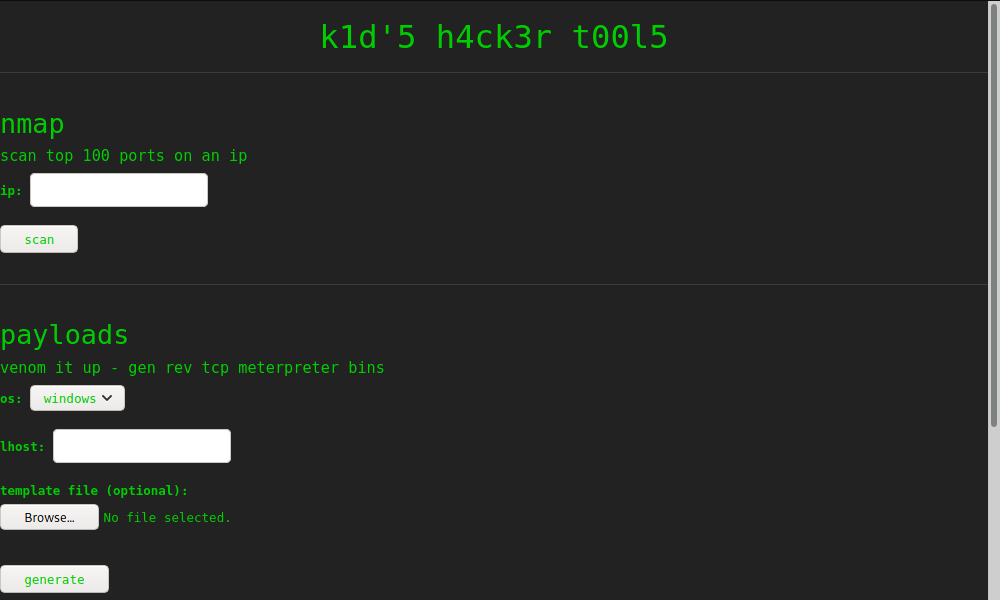 k1d'5 h4ck3r t00l5
nmap
scan top 100 ports on an ip
ip:
scan
payloads
venom it up - gen rev tcp meterpreter bins
os: windows
lhost:
template file (optional):
Browse... No file selected.
generate